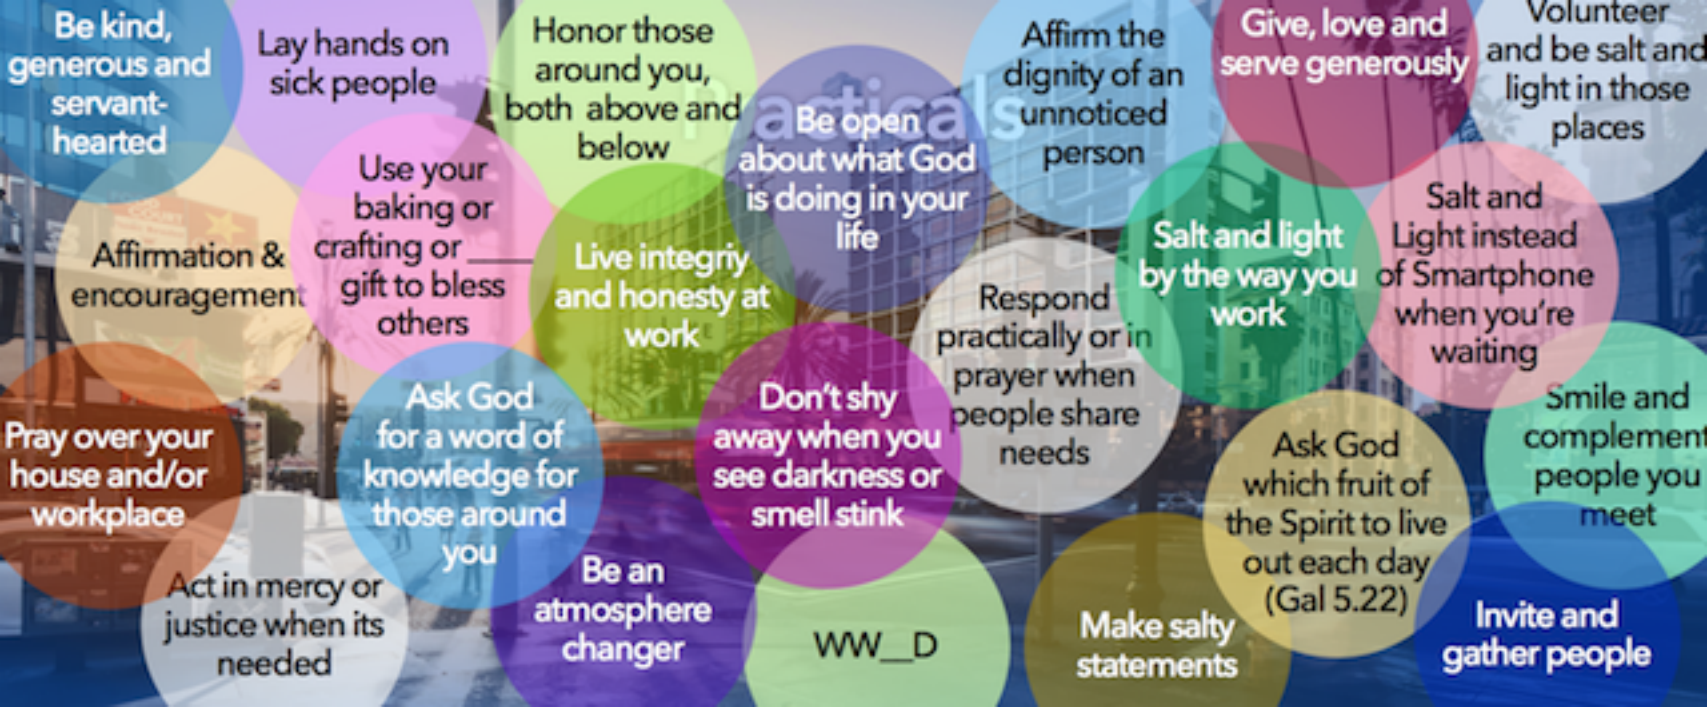 Be kind,
generous and
servant-
hearted
Lay hands on
sick people
Honor those
around you,
both above and
below
Practicals
Be open
about what God
is doing in your
life
Affirm the
dignity of an
unnoticed
person
Give, love and
serve generously
Volunteer
and be salt and
light in those
places
Affirmation &
encouragement
Use your
baking or
crafting or ____
gift to bless
others
Live integriy
and honesty at
work
Respond
practically or in
prayer when
people share
needs
Salt and light
by the way you
work
Salt and
Light instead
of Smartphone
when you're
waiting
Pray over your
house and/or
workplace
Ask God
for a word of
knowledge for
those around
you
Don't shy
away when you
see darkness or
smell stink
Ask God
which fruit of
the Spirit to live
out each day
(Gal 5.22)
Smile and
complement
people you
meet
Act in mercy or
justice when its
needed
Be an
atmosphere
changer
WW__D
Make salty
statements
Invite and
gather people